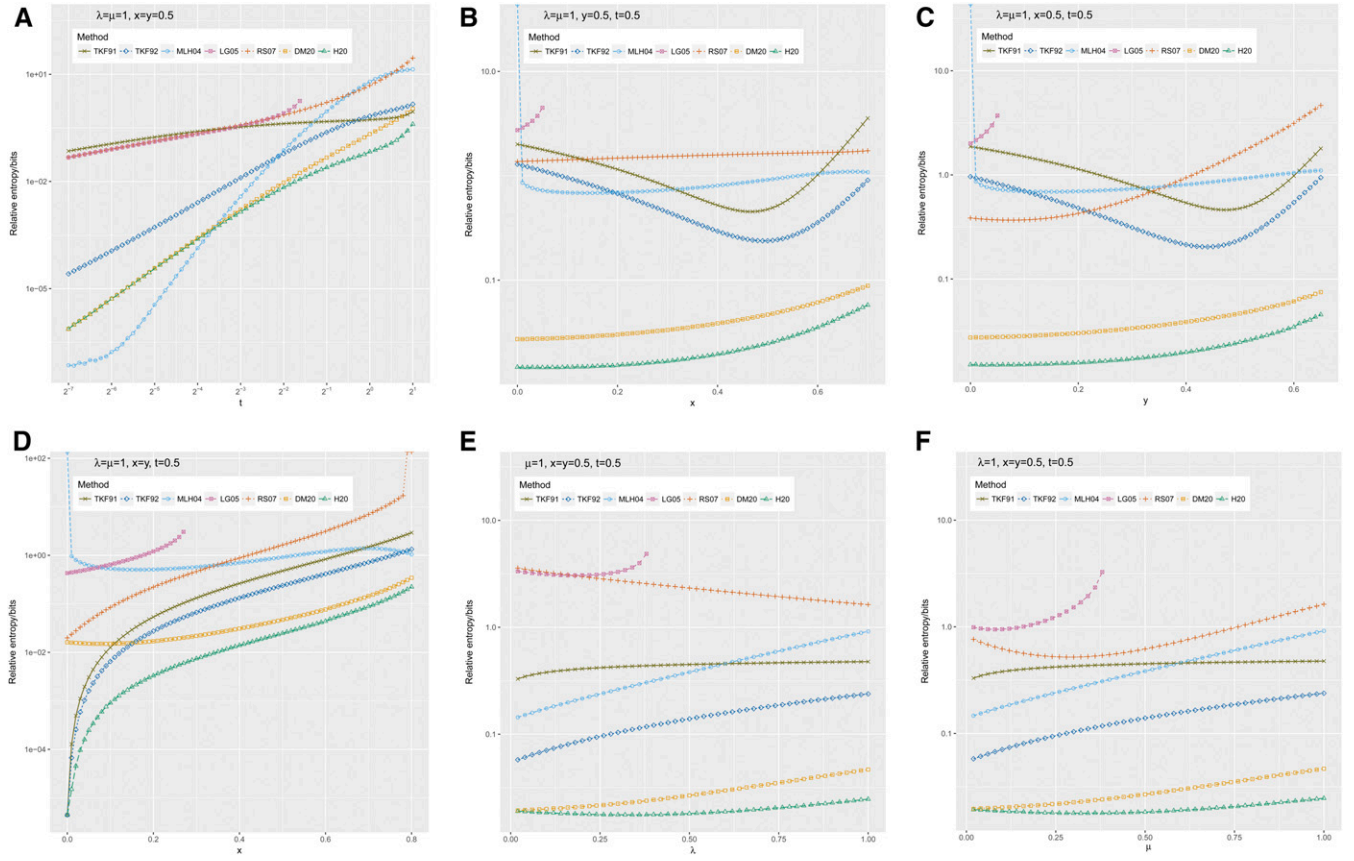 A
λ=μ=1, x=y=0.5
Method
TKF91 TKF92 MLH04 LG05 RS07 DM20 H20
Relative entropy/bits
1e+01
1e-02
1e-05
2⁻⁷ 2⁻⁶ 2⁻⁵ 2⁻⁴ 2⁻³ 2⁻² 2⁻¹ 2⁰ 2¹
t
B
λ=μ=1, y=0.5, t=0.5
Method
TKF91 TKF92 MLH04 LG05 RS07 DM20 H20
Relative entropy/bits
10.0
0.1
0.0 0.2 0.4 0.6
x
C
λ=μ=1, x=0.5, t=0.5
Method
TKF91 TKF92 MLH04 LG05 RS07 DM20 H20
Relative entropy/bits
10.0
1.0
0.1
0.0 0.2 0.4 0.6
y
D
λ=μ=1, x=y, t=0.5
Method
TKF91 TKF92 MLH04 LG05 RS07 DM20 H20
Relative entropy/bits
1e+02
1e+00
1e-02
1e-04
0.0 0.2 0.4 0.6 0.8
x
E
μ=1, x=y=0.5, t=0.5
Method
TKF91 TKF92 MLH04 LG05 RS07 DM20 H20
Relative entropy/bits
10.0
1.0
0.1
0.00 0.25 0.50 0.75 1.00
λ
F
λ=1, x=y=0.5, t=0.5
Method
TKF91 TKF92 MLH04 LG05 RS07 DM20 H20
Relative entropy/bits
10.0
1.0
0.1
0.00 0.25 0.50 0.75 1.00
μ